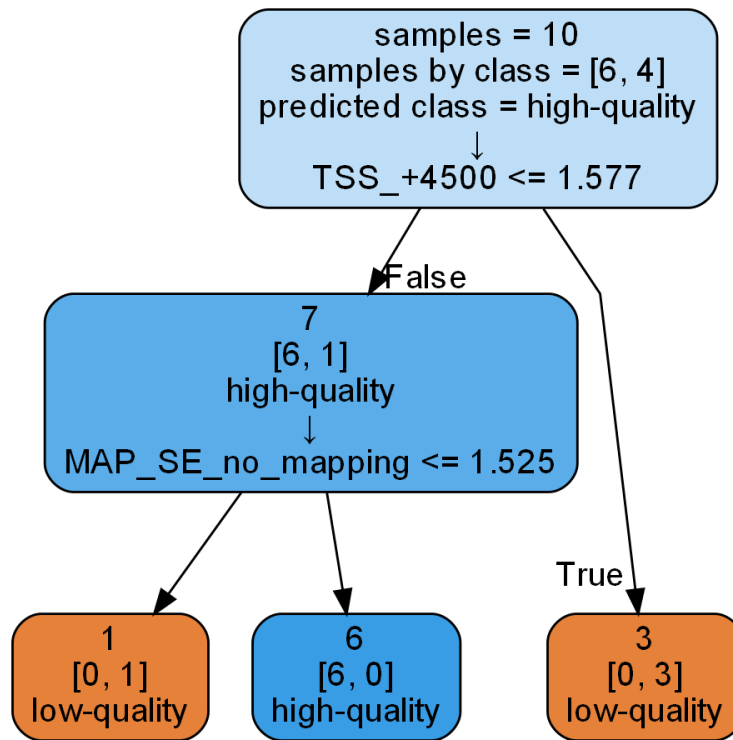 samples = 10
samples by class = [6, 4]
predicted class = high-quality
↓
TSS_+4500 <= 1.577
False
7
[6, 1]
high-quality
↓
MAP_SE_no_mapping <= 1.525
True
1
[0, 1]
low-quality
6
[6, 0]
high-quality
3
[0, 3]
low-quality